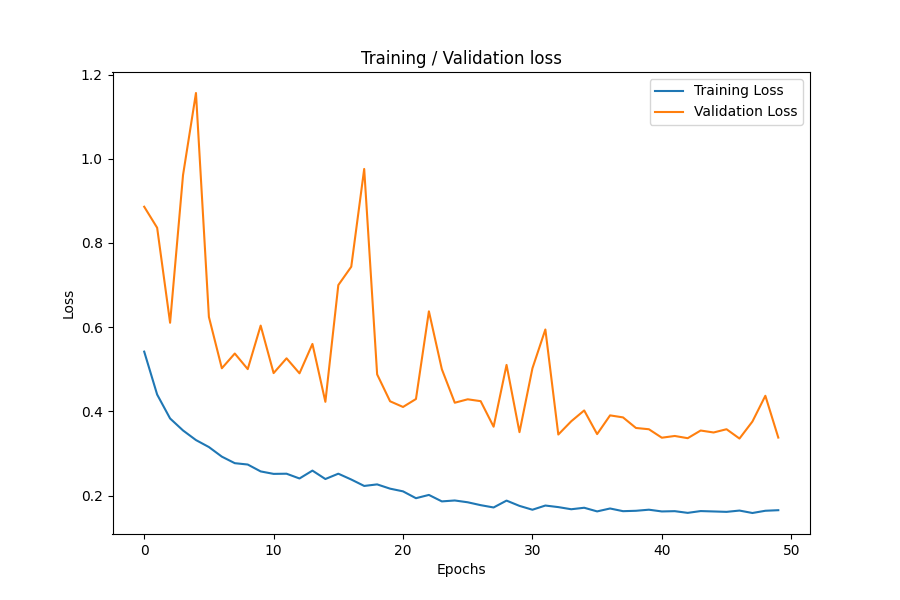 Training / Validation loss
Training Loss
Validation Loss
1.2
1.0
0.8
0.6
0.4
0.2
Loss
0 10 20 30 40 50
Epochs